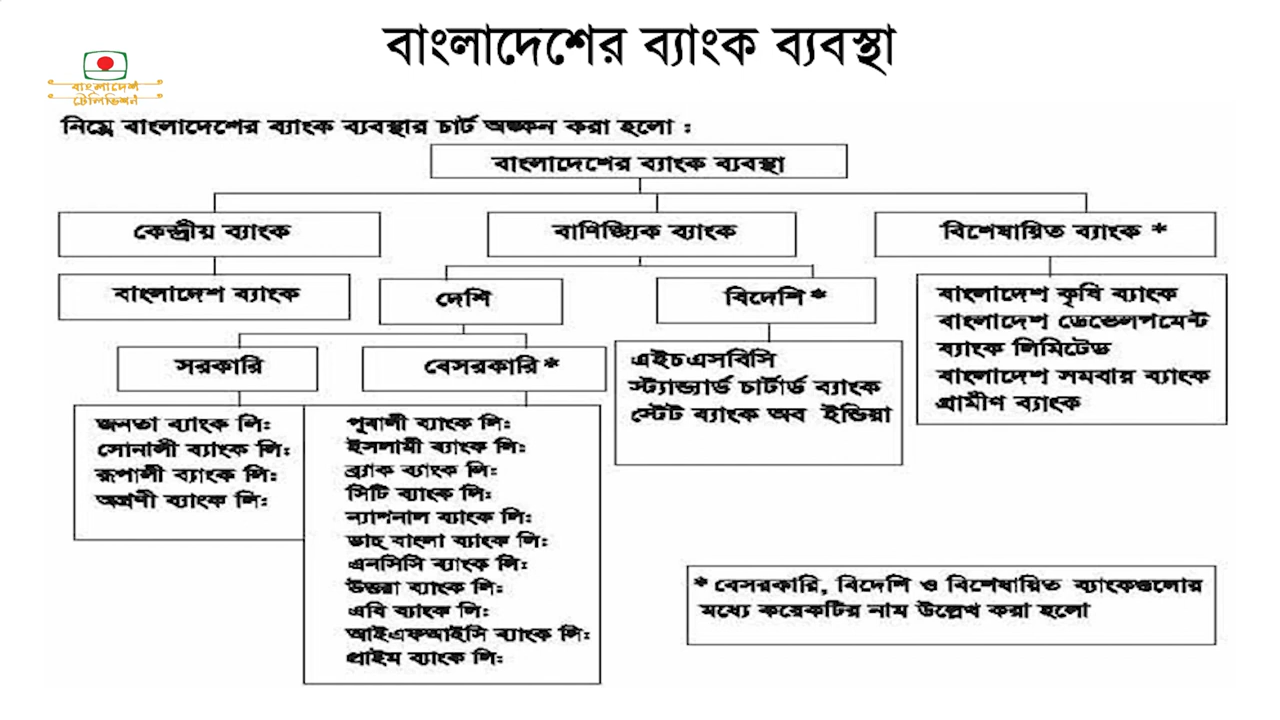 বাংলাদেশের ব্যাংক ব্যবস্থা
বাংলাদেশ
টেলিভিশন
নিম্নে বাংলাদেশের ব্যাংক ব্যবস্থার চার্ট অঙ্কন করা হলো :
বাংলাদেশের ব্যাংক ব্যবস্থা
কেন্দ্রীয় ব্যাংক
বাণিজ্যিক ব্যাংক
বিশেষায়িত ব্যাংক *
বাংলাদেশ ব্যাংক
দেশি
বিদেশি *
বাংলাদেশ কৃষি ব্যাংক
বাংলাদেশ ডেভেলপমেন্ট
ব্যাংক লিমিটেড
বাংলাদেশ সমবায় ব্যাংক
গ্রামীণ ব্যাংক
সরকারি
বেসরকারি *
এইচএসবিসি
স্ট্যান্ডার্ড চার্টার্ড ব্যাংক
স্টেট ব্যাংক অব ইন্ডিয়া
জনতা ব্যাংক লিঃ
সোনালী ব্যাংক লিঃ
রূপালী ব্যাংক লিঃ
অগ্রণী ব্যাংক লিঃ
পূবালী ব্যাংক লিঃ
ইসলামী ব্যাংক লিঃ
ব্র্যাক ব্যাংক লিঃ
সিটি ব্যাংক লিঃ
ন্যাশনাল ব্যাংক লিঃ
ডাচ্ বাংলা ব্যাংক লিঃ
এনসিসি ব্যাংক লিঃ
উত্তরা ব্যাংক লিঃ
এবি ব্যাংক লিঃ
আইএফআইসি ব্যাংক লিঃ
প্রাইম ব্যাংক লিঃ
* বেসরকারি, বিদেশি ও বিশেষায়িত ব্যাংকগুলোর
মধ্যে কয়েকটির নাম উল্লেখ করা হলো